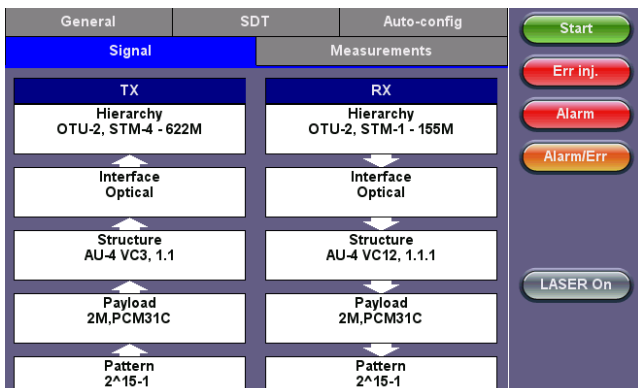 General
SDT
Auto-config
Signal
Measurements
TX
Hierarchy
OTU-2, STM-4 - 622M
Interface
Optical
Structure
AU-4 VC3, 1.1
Payload
2M,PCM31C
Pattern
2^15-1
RX
Hierarchy
OTU-2, STM-1 - 155M
Interface
Optical
Structure
AU-4 VC12, 1.1.1
Payload
2M,PCM31C
Pattern
2^15-1
Start
Err inj.
Alarm
Alarm/Err
LASER On